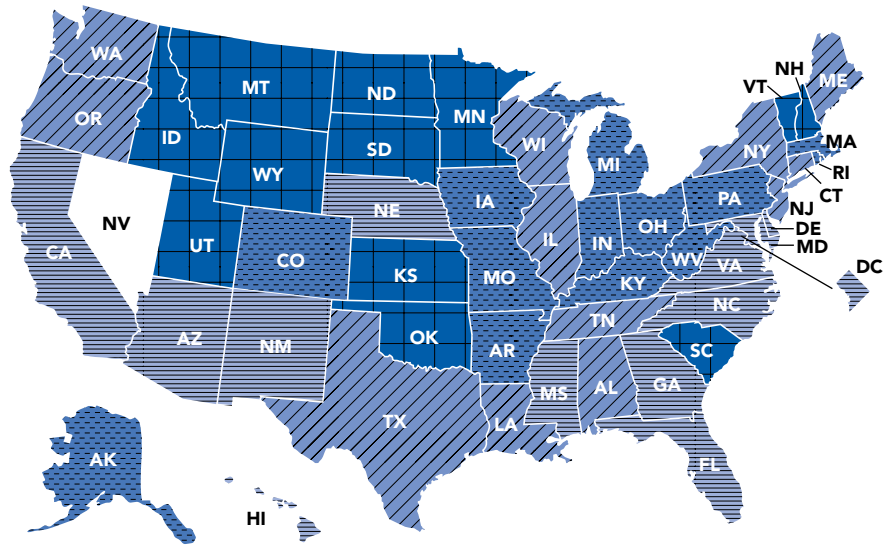 WA
MT
ND
MN
VT
NH
ME
OR
ID
SD
WI
MI
NY
MA
RI
CT
WY
NE
IA
PA
NJ
DE
MD
DC
NV
UT
CO
KS
MO
IL
IN
OH
WV
VA
KY
CA
AZ
NM
OK
AR
TN
NC
SC
TX
LA
MS
AL
GA
FL
AK
HI